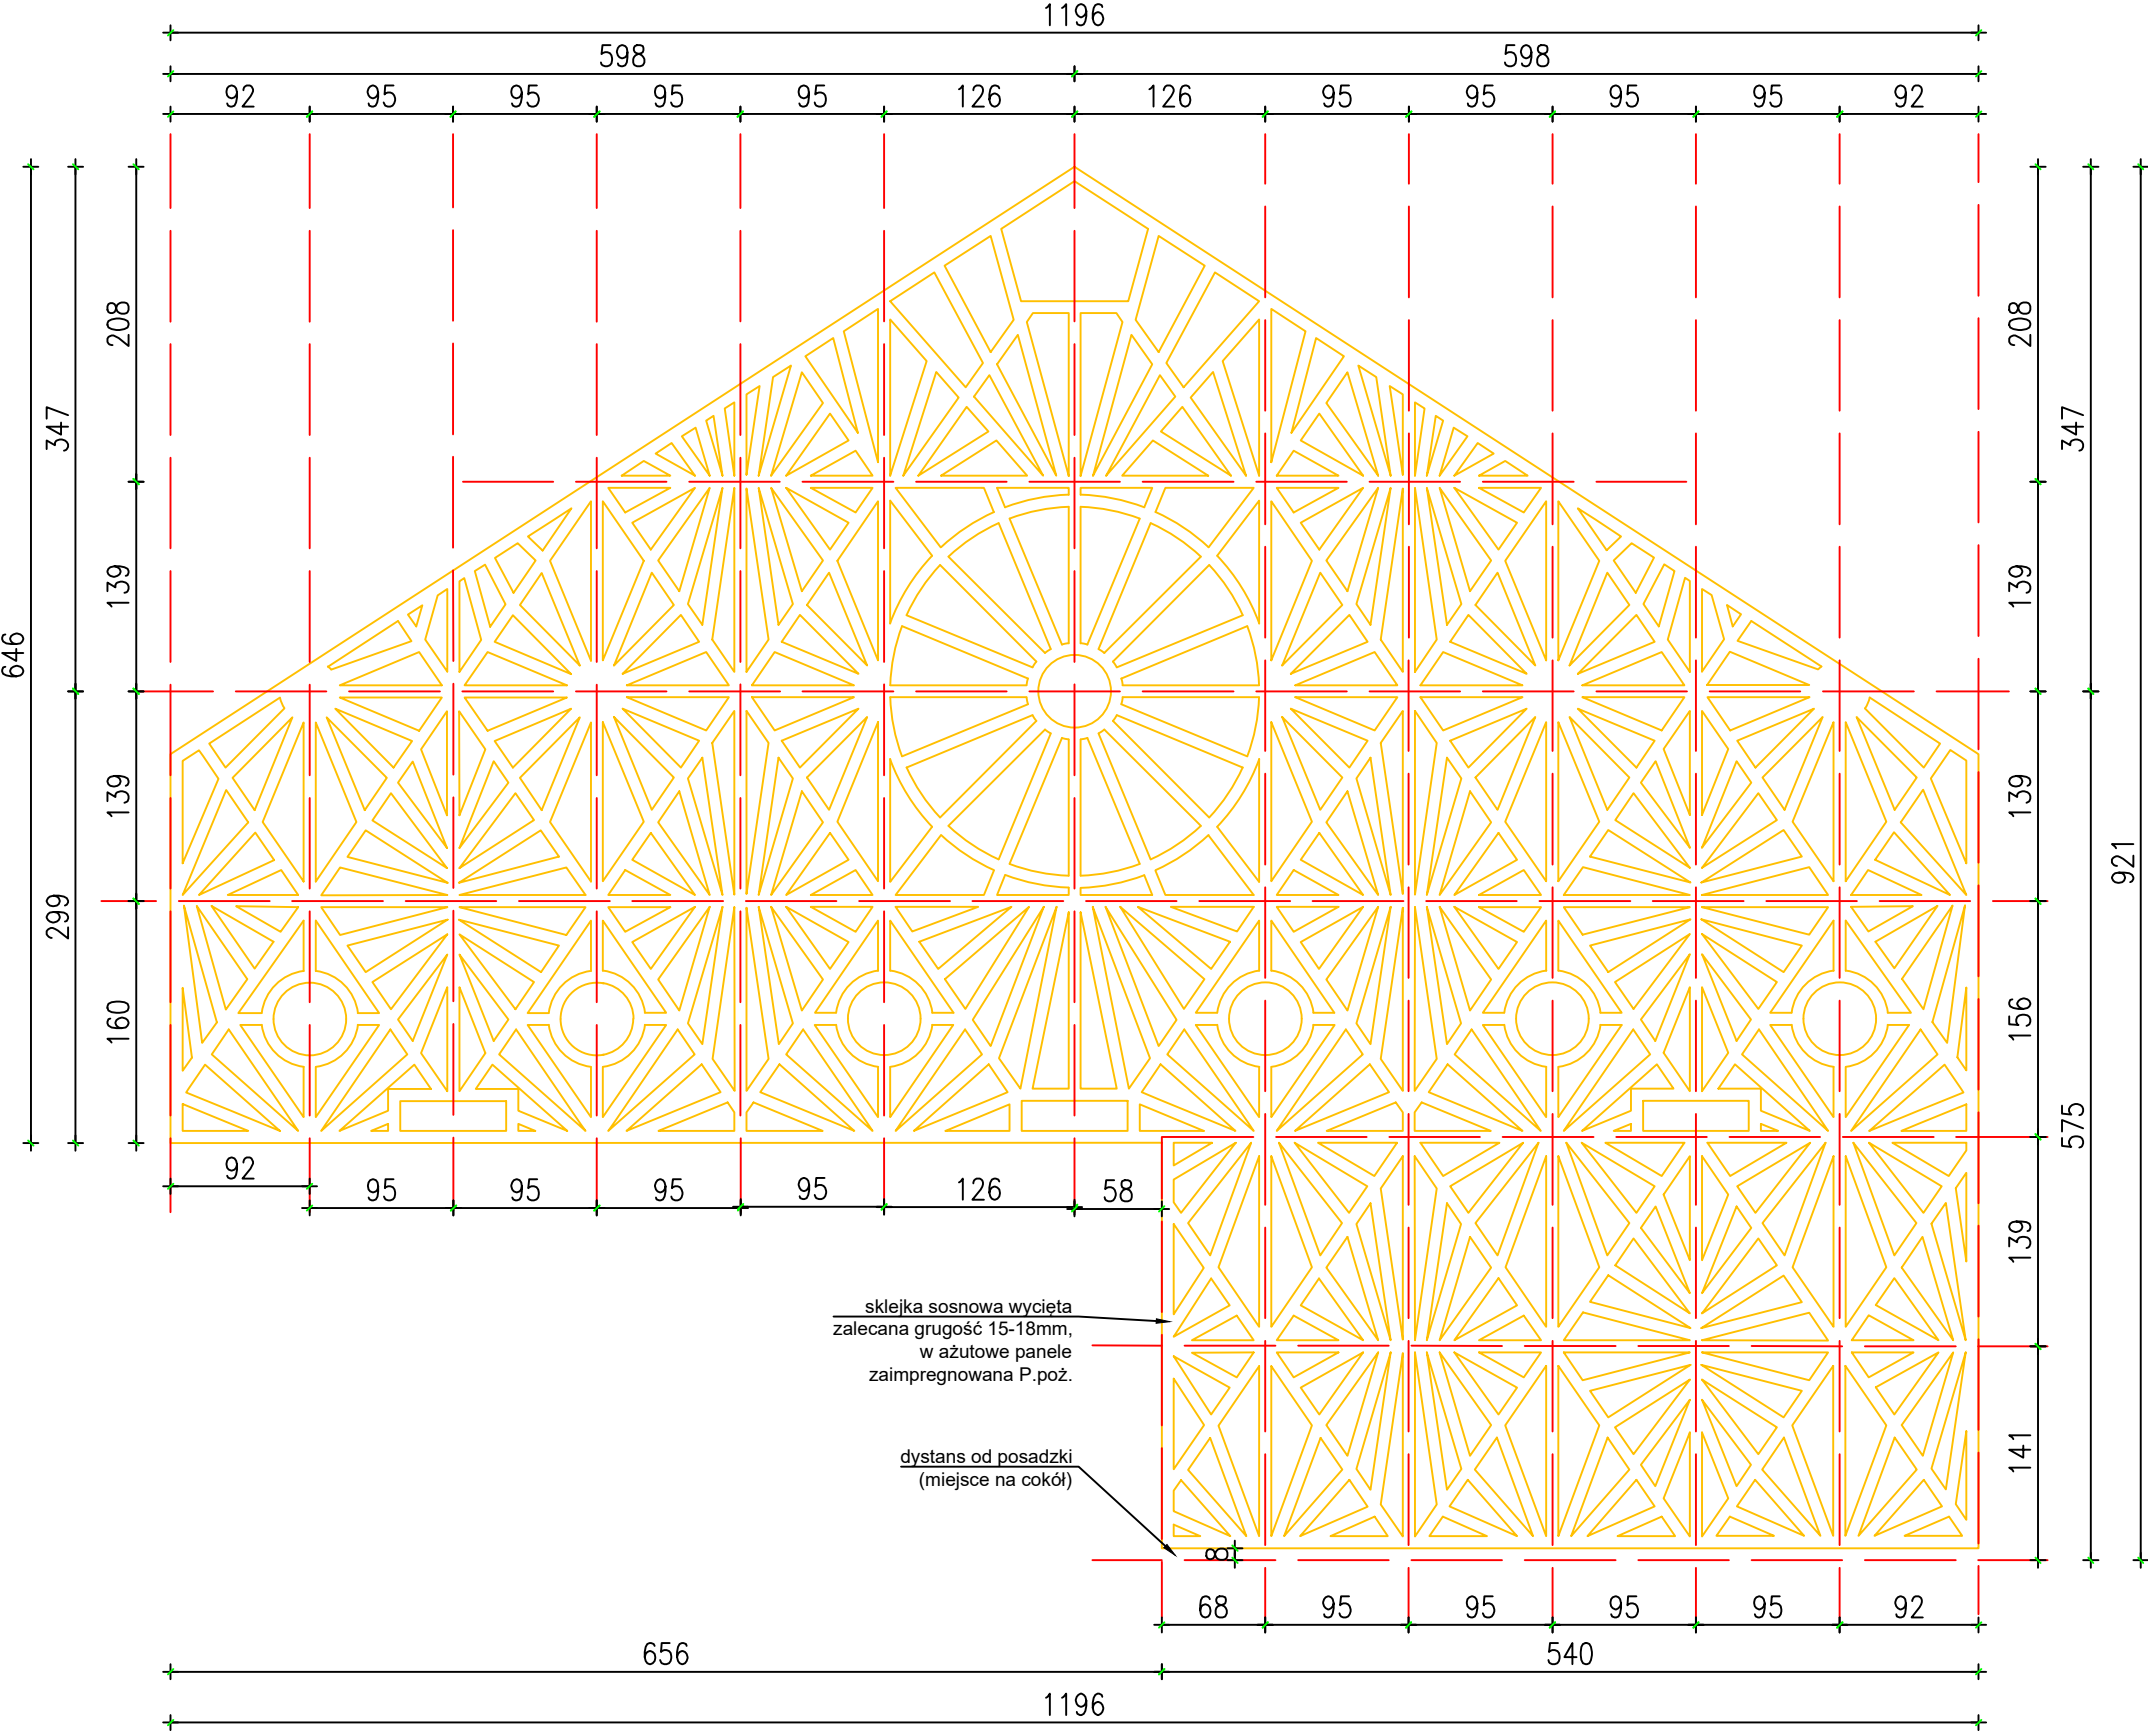 1196
598 598
92 95 95 95 95 126 126 95 95 95 95 92
208 208
347 347
139 139
646
139 139
921
299
160 156
575
92 95 95 95 95 126 58
139
sklejka sosnowa wycięta
zalecana grugość 15-18mm,
w ażutowe panele
zaimpregnowana P.poż.
141
dystans od posadzki
(miejsce na cokół)
8
68 95 95 95 95 92
656 540
1196